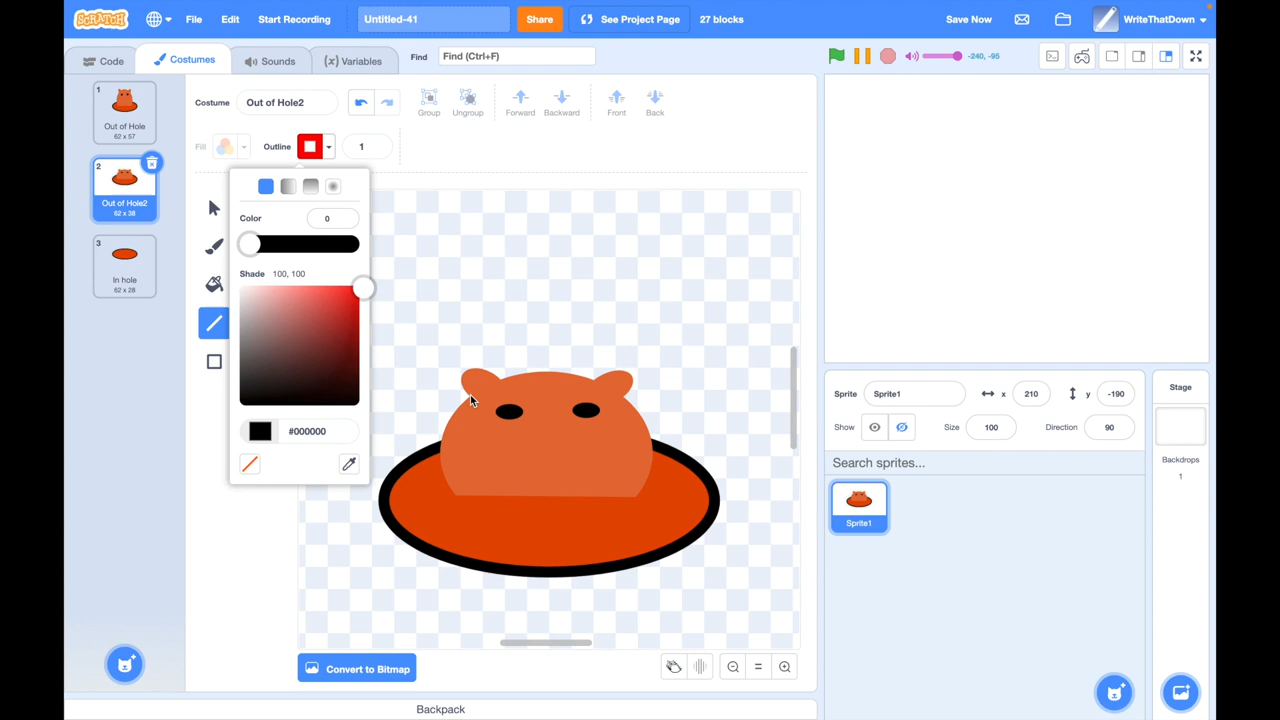 SCRATCH File Edit Start Recording Untitled-41 Share See Project Page 27 blocks Save Now WriteThatDown
Code Costumes Sounds (x) Variables Find Find (Ctrl+F) -240, -95
1
Out of Hole
62 x 57
2
Out of Hole2
62 x 38
3
In hole
62 x 28
Costume Out of Hole2 Group Ungroup Forward Backward Front Back
Fill Outline 1
Color 0
Shade 100, 100
#000000
Convert to Bitmap
Backpack
Sprite Sprite1 x 210 y -190
Show Size 100 Direction 90
Search sprites...
Sprite1
Stage
Backdrops
1